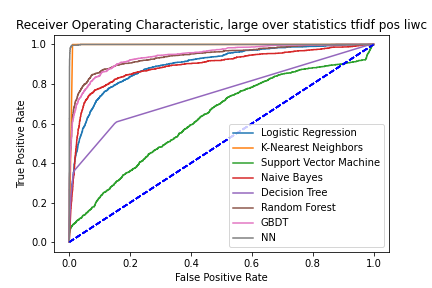 Receiver Operating Characteristic, large over statistics tfidf pos liwc
1.0
0.8
0.6
0.4
0.2
0.0
True Positive Rate
Logistic Regression
K-Nearest Neighbors
Support Vector Machine
Naive Bayes
Decision Tree
Random Forest
GBDT
NN
0.0 0.2 0.4 0.6 0.8 1.0
False Positive Rate